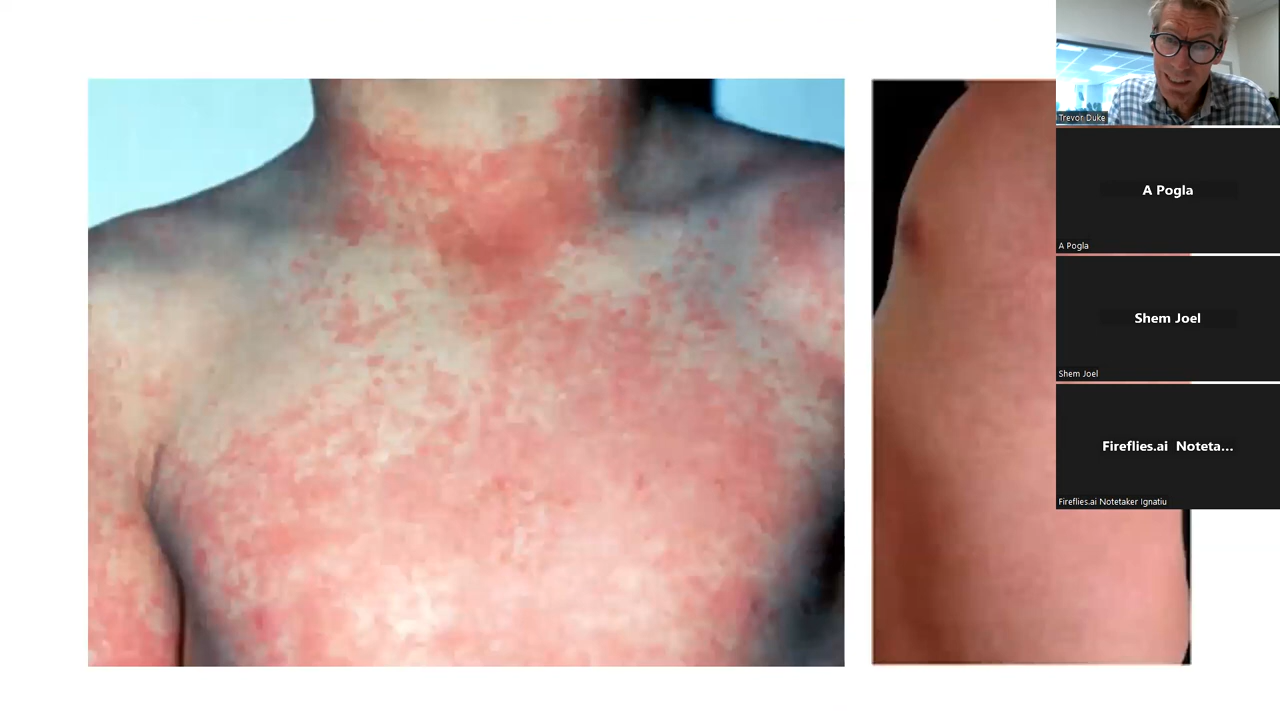 Trevor Duke
A Pogla
A Pogla
Shem Joel
Shem Joel
Fireflies.ai Noteta...
Fireflies.ai Notetaker Ignatiu